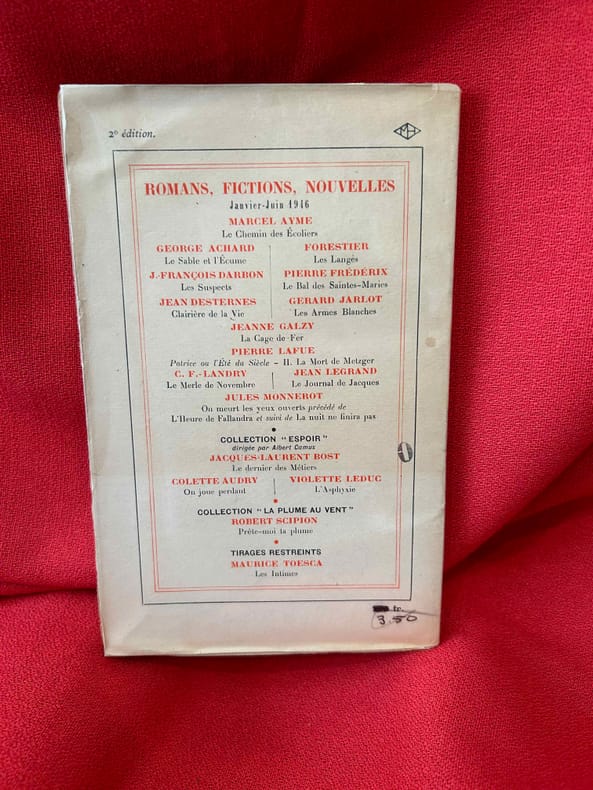 2e édition.
MH
ROMANS, FICTIONS, NOUVELLES
Janvier-Juin 1946
MARCEL AYME
Le Chemin des Écoliers
GEORGE ACHARD
Le Sable et l'Écume
FORESTIER
Les Langés
J.-FRANÇOIS DARBON
Les Suspects
PIERRE FRÉDÉRIX
Le Bal des Saintes-Maries
JEAN DESTERNES
Clairière de la Vie
GERARD JARLOT
Les Armes Blanches
JEANNE GALZY
La Cage de Fer
PIERRE LAFUE
Patrice ou l'Été du Siècle - II. La Mort de Metzger
C. F.-LANDRY
Le Merle de Novembre
JEAN LEGRAND
Le Journal de Jacques
JULES MONNEROT
On meurt les yeux ouverts précédé de
L'Heure de Fallandra et suivi de La nuit ne finira pas
COLLECTION "ESPOIR"
dirigée par Albert Camus
JACQUES-LAURENT BOST
Le dernier des Métiers
COLETTE AUDRY
On joue perdant
VIOLETTE LEDUC
L'Asphyxie
COLLECTION "LA PLUME AU VENT"
ROBERT SCIPION
Prête-moi ta plume
TIRAGES RESTREINTS
MAURICE TOESCA
Les Intimes
fr.
3.50